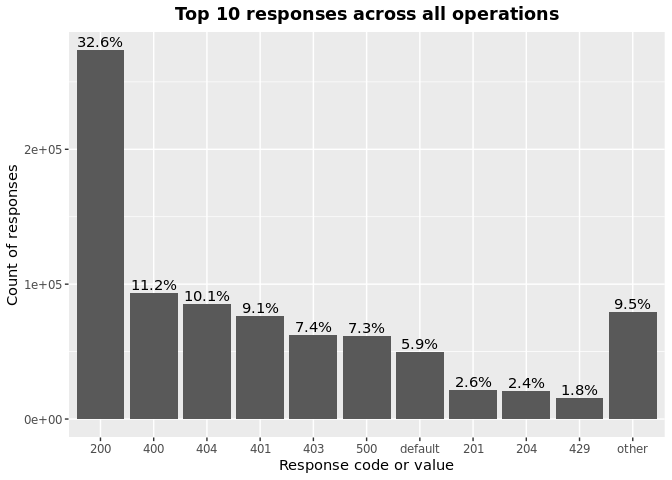 Top 10 responses across all operations
32.6%
11.2%
10.1%
9.1%
7.4%
7.3%
5.9%
2.6%
2.4%
1.8%
9.5%
Count of responses
2e+05
1e+05
0e+00
200 400 404 401 403 500 default 201 204 429 other
Response code or value